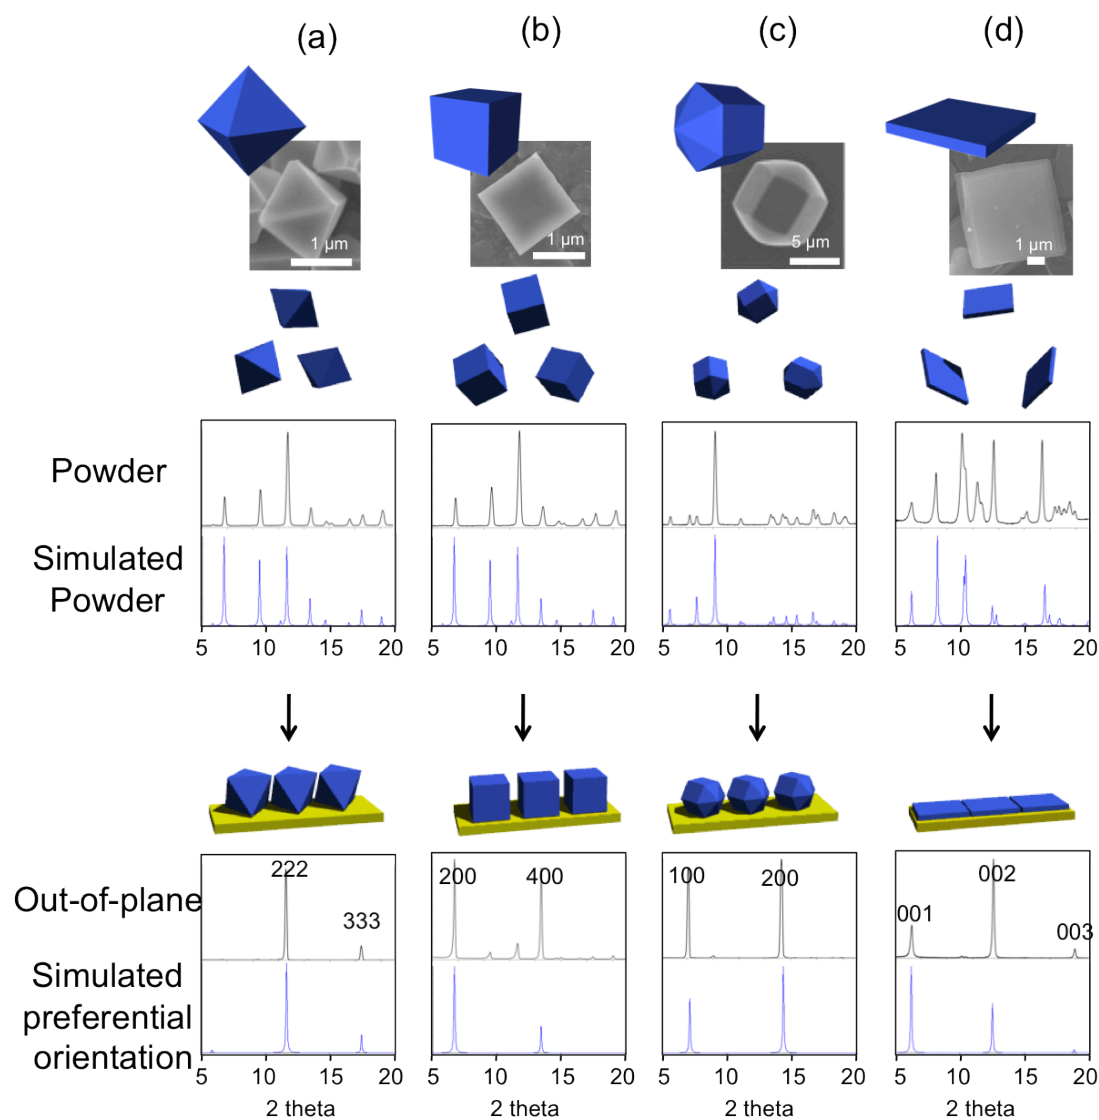 (a) (b) (c) (d)
1 μm 1 μm 5 μm 1 μm
Powder
Simulated
Powder
5 10 15 20 5 10 15 20 5 10 15 20 5 10 15 20
222 200 400 100 200 001 002
Out-of-plane
333 003
Simulated
preferential
orientation
5 10 15 20 5 10 15 20 5 10 15 20 5 10 15 20
2 theta 2 theta 2 theta 2 theta